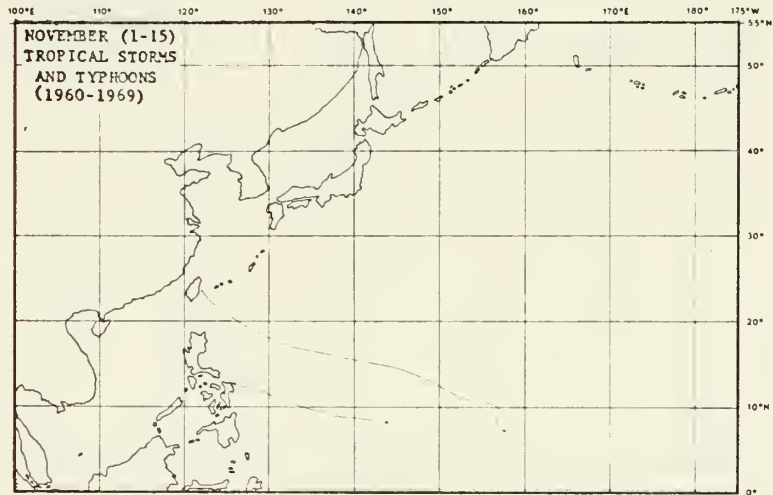 100°E 110° 120° 130° 140° 150° 160° 170°E 175°W
55°N
NOVEMBER (1-15)
TROPICAL STORMS
AND TYPHOONS
(1960-1969)
50°
40°
30°
20°
10°N
0°